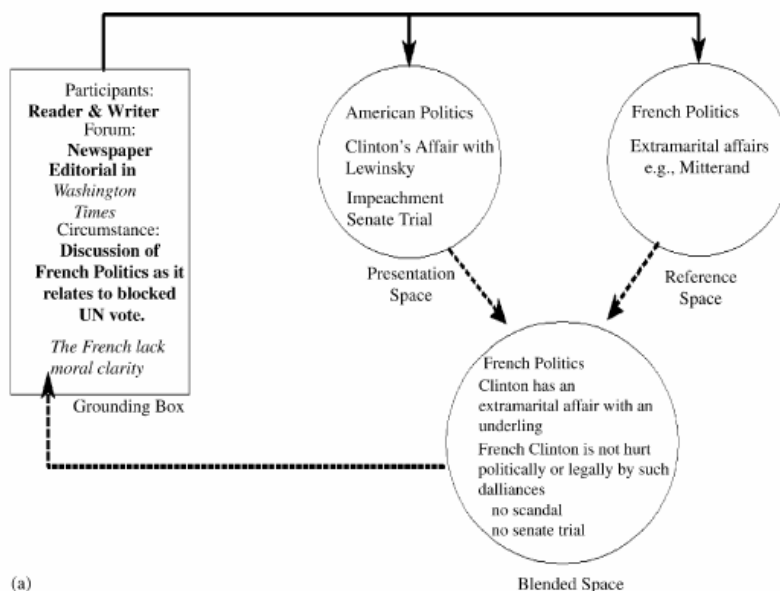 Participants:
Reader & Writer
Forum:
Newspaper
Editorial in
Washington
Times
Circumstance:
Discussion of
French Politics as it
relates to blocked
UN vote.
The French lack
moral clarity
Grounding Box
American Politics
Clinton's Affair with
Lewinsky
Impeachment
Senate Trial
Presentation
Space
French Politics
Extramarital affairs
e.g., Mitterand
Reference
Space
French Politics
Clinton has an
extramarital affair with an
underling
French Clinton is not hurt
politically or legally by such
dalliances
no scandal
no senate trial
Blended Space
(a)